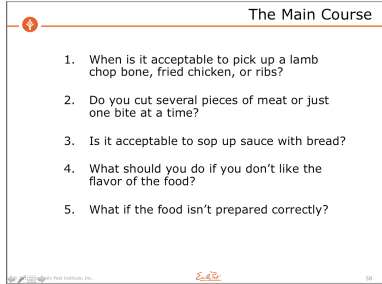 The Main Course
1. When is it acceptable to pick up a lamb
chop bone, fried chicken, or ribs?
2. Do you cut several pieces of meat or just
one bite at a time?
3. Is it acceptable to sop up sauce with bread?
4. What should you do if you don't like the
flavor of the food?
5. What if the food isn't prepared correctly?
Post Institute, Inc.
58